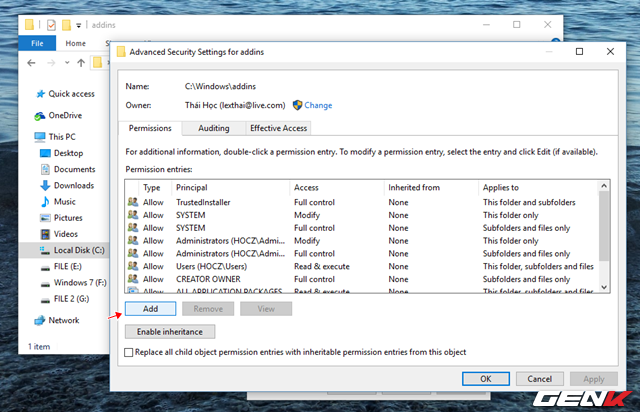 addins
File
Home
Advanced Security Settings for addins
Name: C:\Windows\addins
Owner: Thái Học (lexthai@live.com) Change
Permissions Auditing Effective Access
For additional information, double-click a permission entry. To modify a permission entry, select the entry and click Edit (if available).
Permission entries:
Type Principal Access Inherited from Applies to
Allow TrustedInstaller Full control None This folder and subfolders
Allow SYSTEM Modify None This folder only
Allow SYSTEM Full control None Subfolders and files only
Allow Administrators (HOCZ\Admi... Modify None This folder only
Allow Administrators (HOCZ\Admi... Full control None Subfolders and files only
Allow Users (HOCZ\Users) Read & execute None This folder, subfolders and files
Allow CREATOR OWNER Full control None Subfolders and files only
Allow ALL APPLICATION PACKAGES Read & execute None This folder, subfolders and files
Add Remove View
Enable inheritance
Replace all child object permission entries with inheritable permission entries from this object
OK Cancel Apply
Quick access
OneDrive
This PC
Desktop
Documents
Downloads
Music
Pictures
Videos
Local Disk (C:)
FILE (E:)
Windows 7 (F:)
FILE 2 (G:)
Network
1 item
GENK